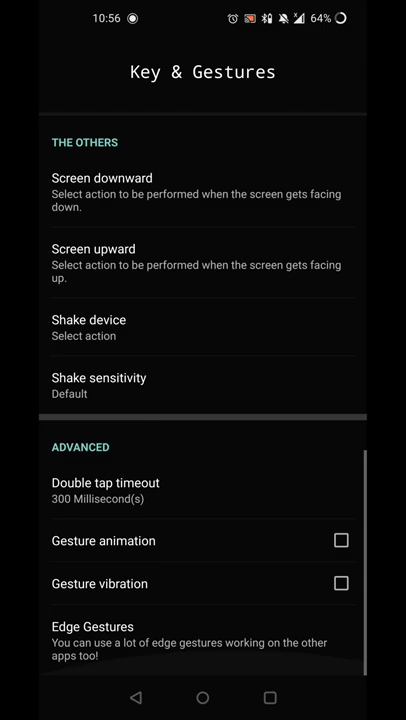 10:56
64%
Key & Gestures
THE OTHERS
Screen downward
Select action to be performed when the screen gets facing
down.
Screen upward
Select action to be performed when the screen gets facing
up.
Shake device
Select action
Shake sensitivity
Default
ADVANCED
Double tap timeout
300 Millisecond(s)
Gesture animation
Gesture vibration
Edge Gestures
You can use a lot of edge gestures working on the other
apps too!